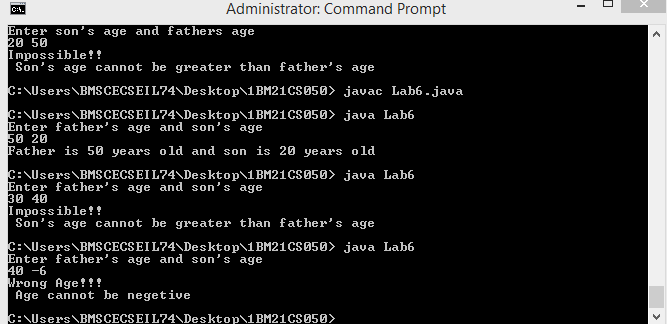 Administrator: Command Prompt
C:\.
Enter son's age and fathers age
20 50
Impossible!!
 Son's age cannot be greater than father's age
C:\Users\BMSCECSEIL74\Desktop\1BM21CS050> javac Lab6.java
C:\Users\BMSCECSEIL74\Desktop\1BM21CS050> java Lab6
Enter father's age and son's age
50 20
Father is 50 years old and son is 20 years old
C:\Users\BMSCECSEIL74\Desktop\1BM21CS050> java Lab6
Enter father's age and son's age
30 40
Impossible!!
 Son's age cannot be greater than father's age
C:\Users\BMSCECSEIL74\Desktop\1BM21CS050> java Lab6
Enter father's age and son's age
40 -6
Wrong Age!!!
 Age cannot be negetive
C:\Users\BMSCECSEIL74\Desktop\1BM21CS050>